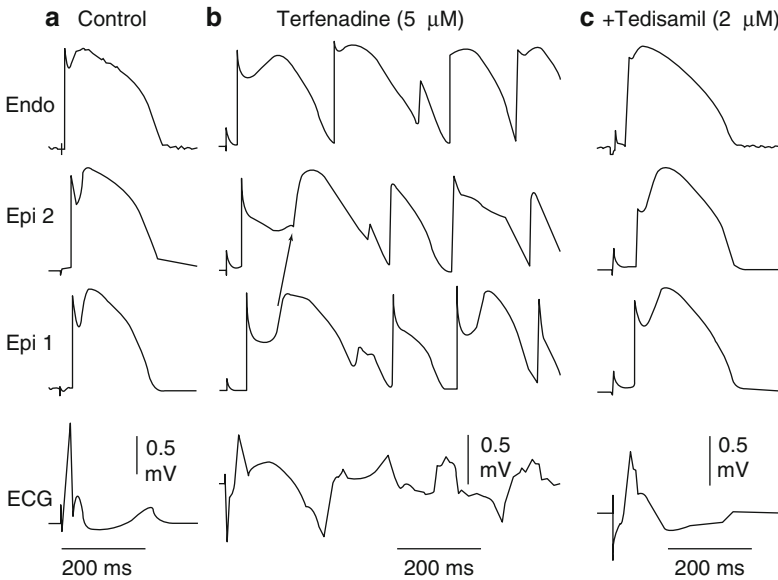 a Control
b Terfenadine (5 μM)
c +Tedisamil (2 μM)
Endo
Epi 2
Epi 1
ECG
0.5
mV
0.5
mV
0.5
mV
200 ms
200 ms
200 ms